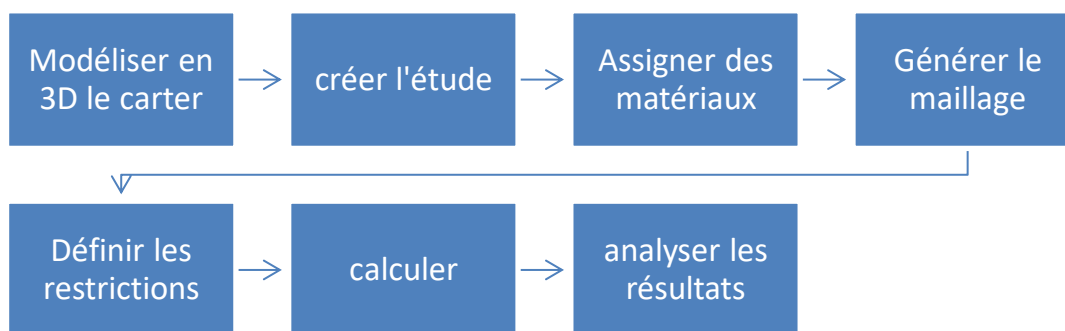 Modéliser en
3D le carter
créer l'étude
Assigner des
matériaux
Générer le
maillage
Définir les
restrictions
calculer
analyser les
résultats